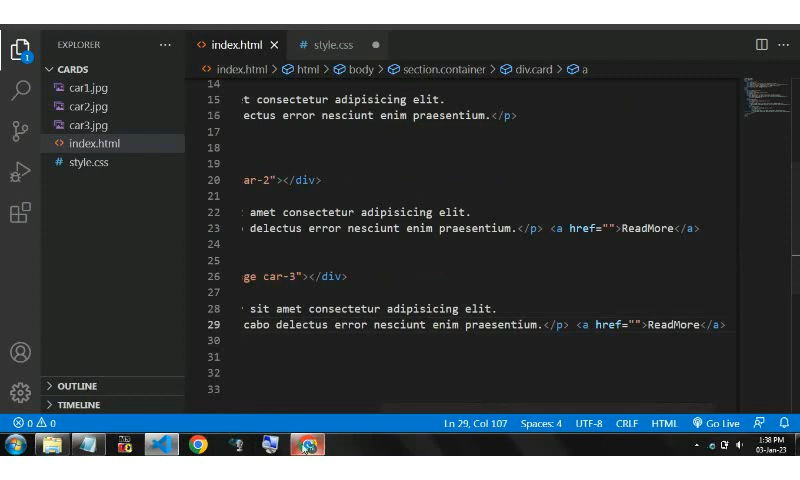 EXPLORER
index.html
style.css
CARDS
index.html > html > body > section.container > div.card > a
car1.jpg
car2.jpg
car3.jpg
index.html
style.css
14
15 t consectetur adipisicing elit.
16 ectus error nesciunt enim praesentium.</p>
17
18
19
20 ar-2"></div>
21
22 amet consectetur adipisicing elit.
23 delectus error nesciunt enim praesentium.</p> <a href="">ReadMore</a>
24
25
26 ge car-3"></div>
27
28 sit amet consectetur adipisicing elit.
29 cabo delectus error nesciunt enim praesentium.</p> <a href="">ReadMore</a>
30
31
32
33
OUTLINE
TIMELINE
1
0 0 Ln 29, Col 107 Spaces: 4 UTF-8 CRLF HTML Go Live
1:38 PM
03-Jan-23